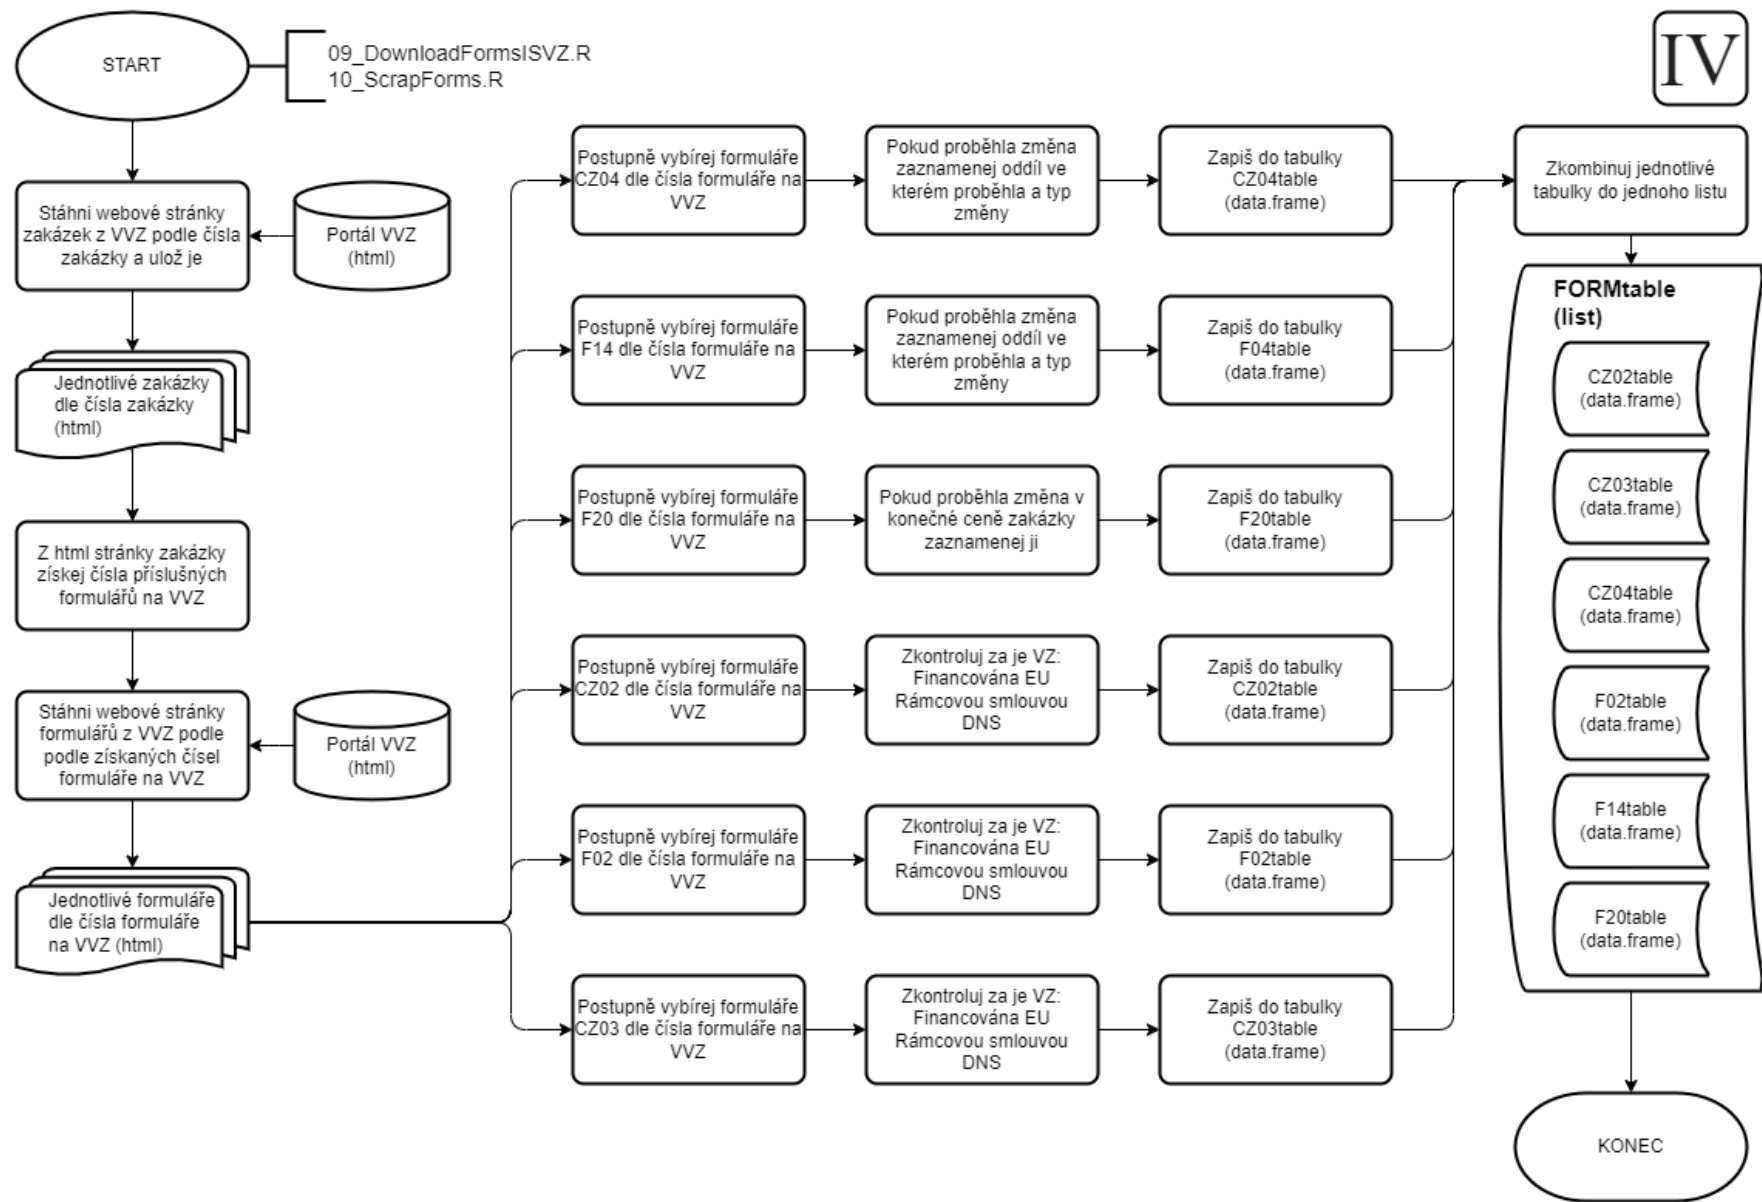 START
09_DownloadFormsISVZ.R
10_ScrapForms.R
IV
Stáhni webové stránky
zakázek z VVZ podle čísla
zakázky a ulož je
Portál VVZ
(html)
Jednotlivé zakázky
dle čísla zakázky
(html)
Z html stránky zakázky
získej čísla příslušných
formulářů na VVZ
Stáhni webové stránky
formulářů z VVZ podle
podle získaných čísel
formuláře na VVZ
Portál VVZ
(html)
Jednotlivé formuláře
dle čísla formuláře
na VVZ (html)
Postupně vybírej formuláře
CZ04 dle čísla formuláře na
VVZ
Pokud proběhla změna
zaznamenej oddíl ve
kterém proběhla a typ
změny
Zapiš do tabulky
CZ04table
(data.frame)
Postupně vybírej formuláře
F14 dle čísla formuláře na
VVZ
Pokud proběhla změna
zaznamenej oddíl ve
kterém proběhla a typ
změny
Zapiš do tabulky
F04table
(data.frame)
Postupně vybírej formuláře
F20 dle čísla formuláře na
VVZ
Pokud proběhla změna v
konečné ceně zakázky
zaznamenej ji
Zapiš do tabulky
F20table
(data.frame)
Postupně vybírej formuláře
CZ02 dle čísla formuláře na
VVZ
Zkontroluj za je VZ:
Financována EU
Rámcovou smlouvou
DNS
Zapiš do tabulky
CZ02table
(data.frame)
Postupně vybírej formuláře
F02 dle čísla formuláře na
VVZ
Zkontroluj za je VZ:
Financována EU
Rámcovou smlouvou
DNS
Zapiš do tabulky
F02table
(data.frame)
Postupně vybírej formuláře
CZ03 dle čísla formuláře na
VVZ
Zkontroluj za je VZ:
Financována EU
Rámcovou smlouvou
DNS
Zapiš do tabulky
CZ03table
(data.frame)
Zkombinuj jednotlivé
tabulky do jednoho listu
FORMtable
(list)
CZ02table
(data.frame)
CZ03table
(data.frame)
CZ04table
(data.frame)
F02table
(data.frame)
F14table
(data.frame)
F20table
(data.frame)
KONEC